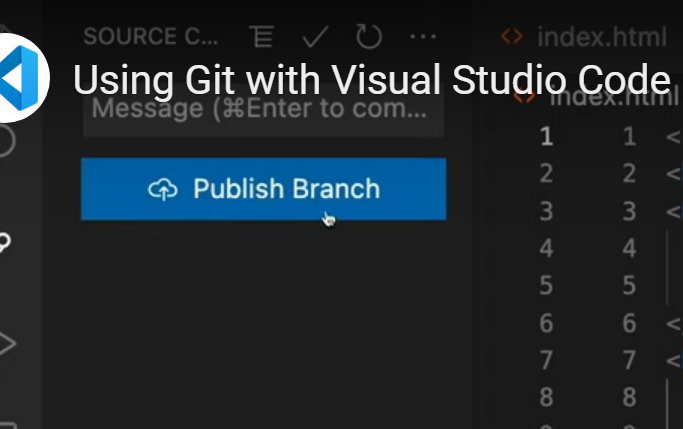 SOURCE C...
index.html
Using Git with Visual Studio Code
Message (⌘Enter to com...
index.html
Publish Branch
1 1 <
2 2 <
3 3 <
4 4
5 5
6 6 <
7 7 <
8 8